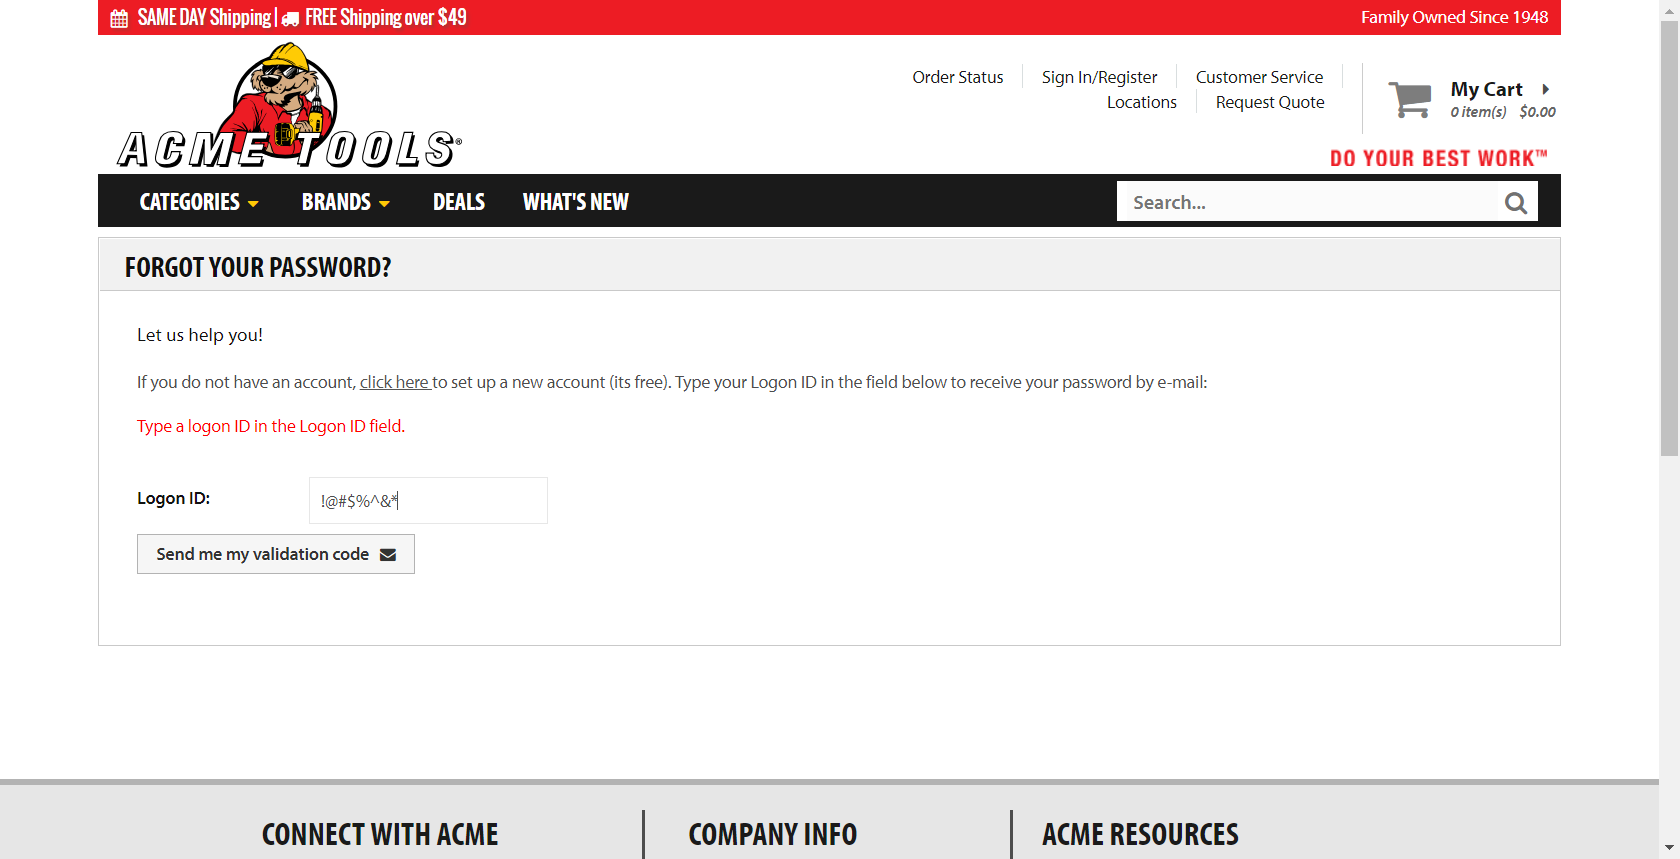 SAME DAY Shipping | FREE Shipping over $49
Family Owned Since 1948
ACME TOOLS®
Order Status
Sign In/Register
Customer Service
Locations
Request Quote
My Cart
0 item(s) $0.00
DO YOUR BEST WORK™
CATEGORIES
BRANDS
DEALS
WHAT'S NEW
Search...
FORGOT YOUR PASSWORD?
Let us help you!
If you do not have an account, click here to set up a new account (its free). Type your Logon ID in the field below to receive your password by e-mail:
Type a logon ID in the Logon ID field.
Logon ID:
!@#$%^&*
Send me my validation code
CONNECT WITH ACME
COMPANY INFO
ACME RESOURCES